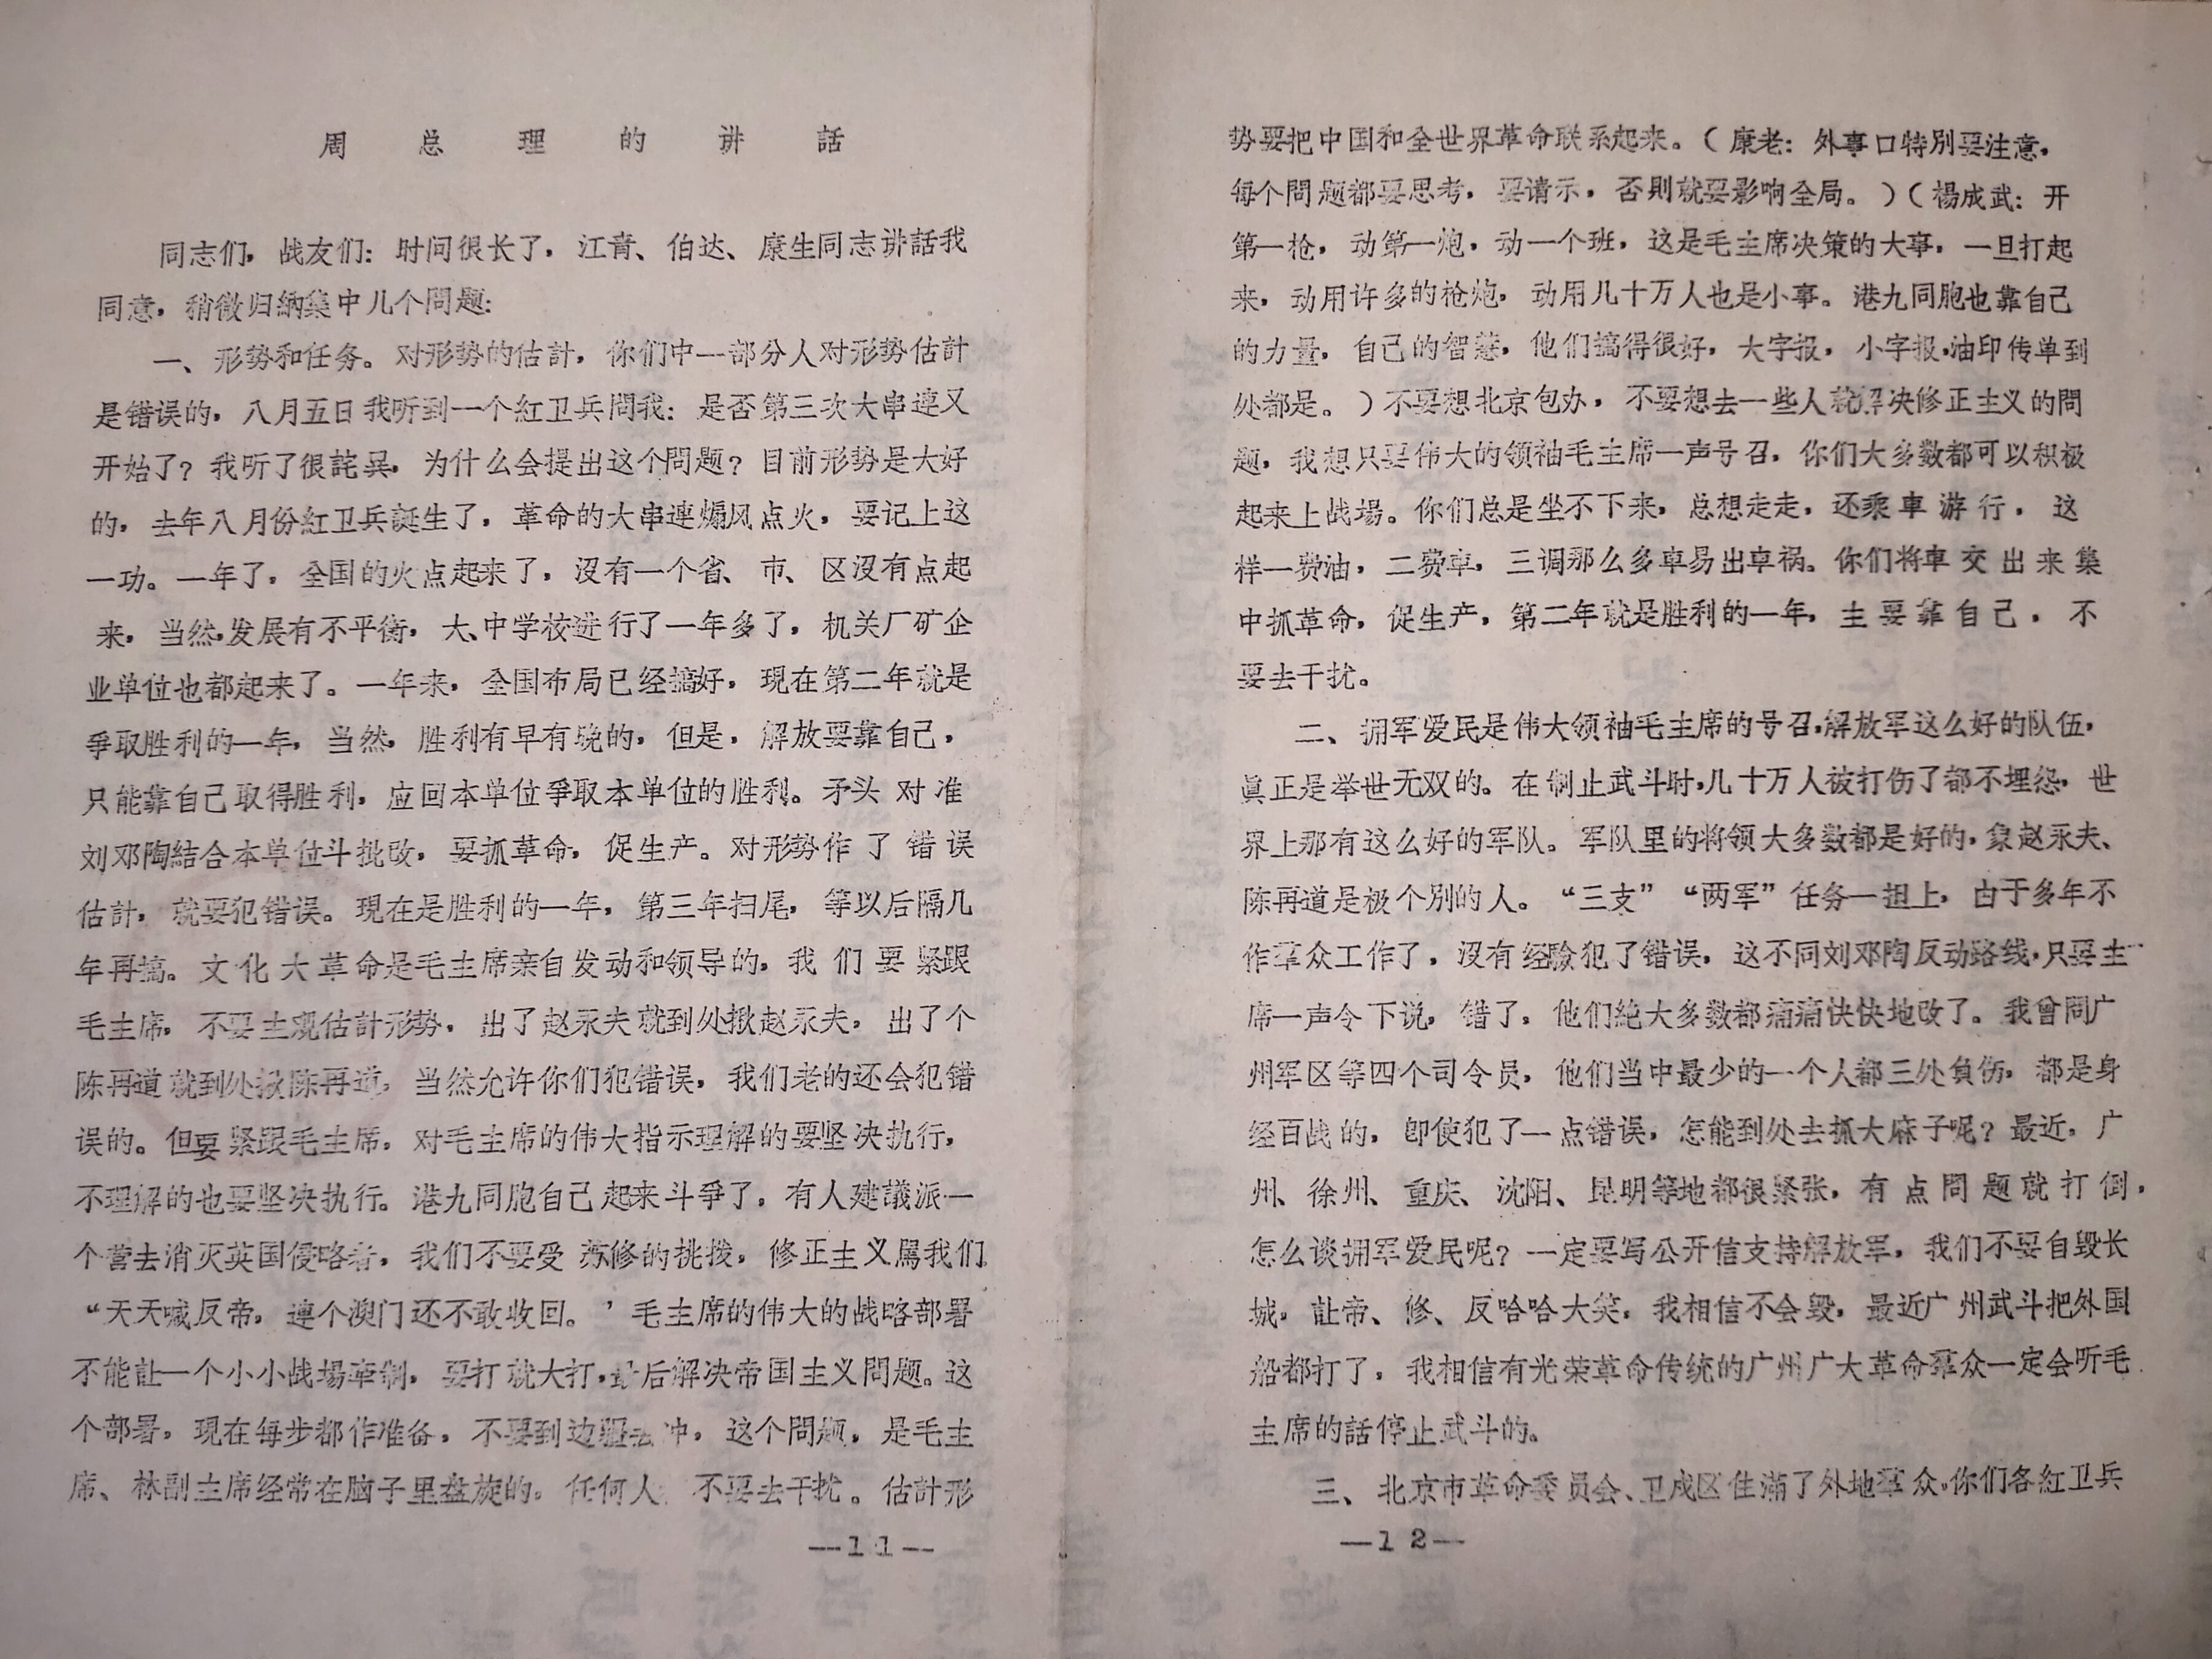 周总理的讲話
同志们，战友们：时间很长了，江青、伯达、康生同志讲話我
同意，稍微归納集中几个問题：
一、形势和任务。对形势的估計，你们中一部分人对形势估計
是错误的，八月五日我听到一个紅卫兵問我：是否第三次大串連又
开始了？我听了很詫異，为什么会提出这个問题？目前形势是大好
的，去年八月份紅卫兵誕生了，革命的大串連煽风点火，要记上这
一功。一年了，全国的火点起来了，沒有一个省、市、区沒有点起
来，当然，发展有不平衡，大、中学校进行了一年多了，机关厂矿企
业单位也都起来了。一年来，全国布局已经搞好，現在第二年就是
爭取胜利的一年，当然，胜利有早有晚的，但是，解放要靠自己，
只能靠自己取得胜利，应回本单位爭取本单位的胜利。矛头对准
刘邓陶結合本单位斗批改，要抓革命，促生产。对形势作了错误
估計，就要犯错误。現在是胜利的一年，第三年扫尾，等以后隔几
年再搞。文化大革命是毛主席亲自发动和领导的，我们要紧跟
毛主席，不要主观估計形势，出了赵永夫就到处揪赵永夫，出了个
陈再道就到处揪陈再道，当然允许你们犯错误，我们老的还会犯错
误的。但要紧跟毛主席，对毛主席的伟大指示理解的要坚决执行，
不理解的也要坚决执行。港九同胞自己起来斗爭了，有人建議派一
个营去消灭英国侵略者，我们不要受苏修的挑拨，修正主义罵我们
“天天喊反帝，連个澳门还不敢收回。’毛主席的伟大的战略部署
不能訨一个小小战場牵制，要打就大打，最后解决帝国主义問题。这
个部署，現在每步都作准备，不要到边疆去冲，这个問题，是毛主
席、林副主席经常在脑子里盘旋的。任何人不要去干扰。估計形
—11—
势要把中国和全世界革命联系起来。（康老：外事口特別要注意，
每个問题都要思考，要请示，否則就要影响全局。）（楊成武：开
第一枪，动第一炮，动一个班，这是毛主席决策的大事，一旦打起
来，动用许多的枪炮，动用几十万人也是小事。港九同胞也靠自己
的力量，自己的智慧，他们搞得很好，大字报，小字报，油印传单到
处都是。）不要想北京包办，不要想去一些人就解决修正主义的問
题，我想只要伟大的领袖毛主席一声号召，你们大多数都可以积极
起来上战場。你们总是坐不下来，总想走走，还乘車游行，这
样一费油，二费車，三调那么多車易出車祸。你们将車交出来集
中抓革命，促生产，第二年就是胜利的一年，主要靠自己，不
要去干扰。
二、拥军爱民是伟大领袖毛主席的号召，解放军这么好的队伍，
眞正是举世无双的。在制止武斗时，几十万人被打伤了都不埋怨，世
界上那有这么好的军队。军队里的将领大多数都是好的，象赵永夫、
陈再道是极个別的人。“三支”“两军”任务一担上，由于多年不
作羣众工作了，沒有经驗犯了错误，这不同刘邓陶反动路线，只要主
席一声令下说，错了，他们絶大多数都痛痛快快地改了。我曾問广
州军区等四个司令员，他们当中最少的一个人都三处負伤，都是身
经百战的，卽使犯了一点错误，怎能到处去抓大麻子呢？最近，广
州、徐州、重庆、沈阳、昆明等地都很紧张，有点問题就打倒，
怎么谈拥军爱民呢？一定要写公开信支持解放军，我们不要自毁长
城，訨帝、修、反哈哈大笑，我相信不会毁，最近广州武斗把外国
船都打了，我相信有光荣革命传统的广州广大革命羣众一定会听毛
主席的話停止武斗的。
三、北京市革命委员会、卫戍区住滿了外地羣众，你们各紅卫兵
—12—